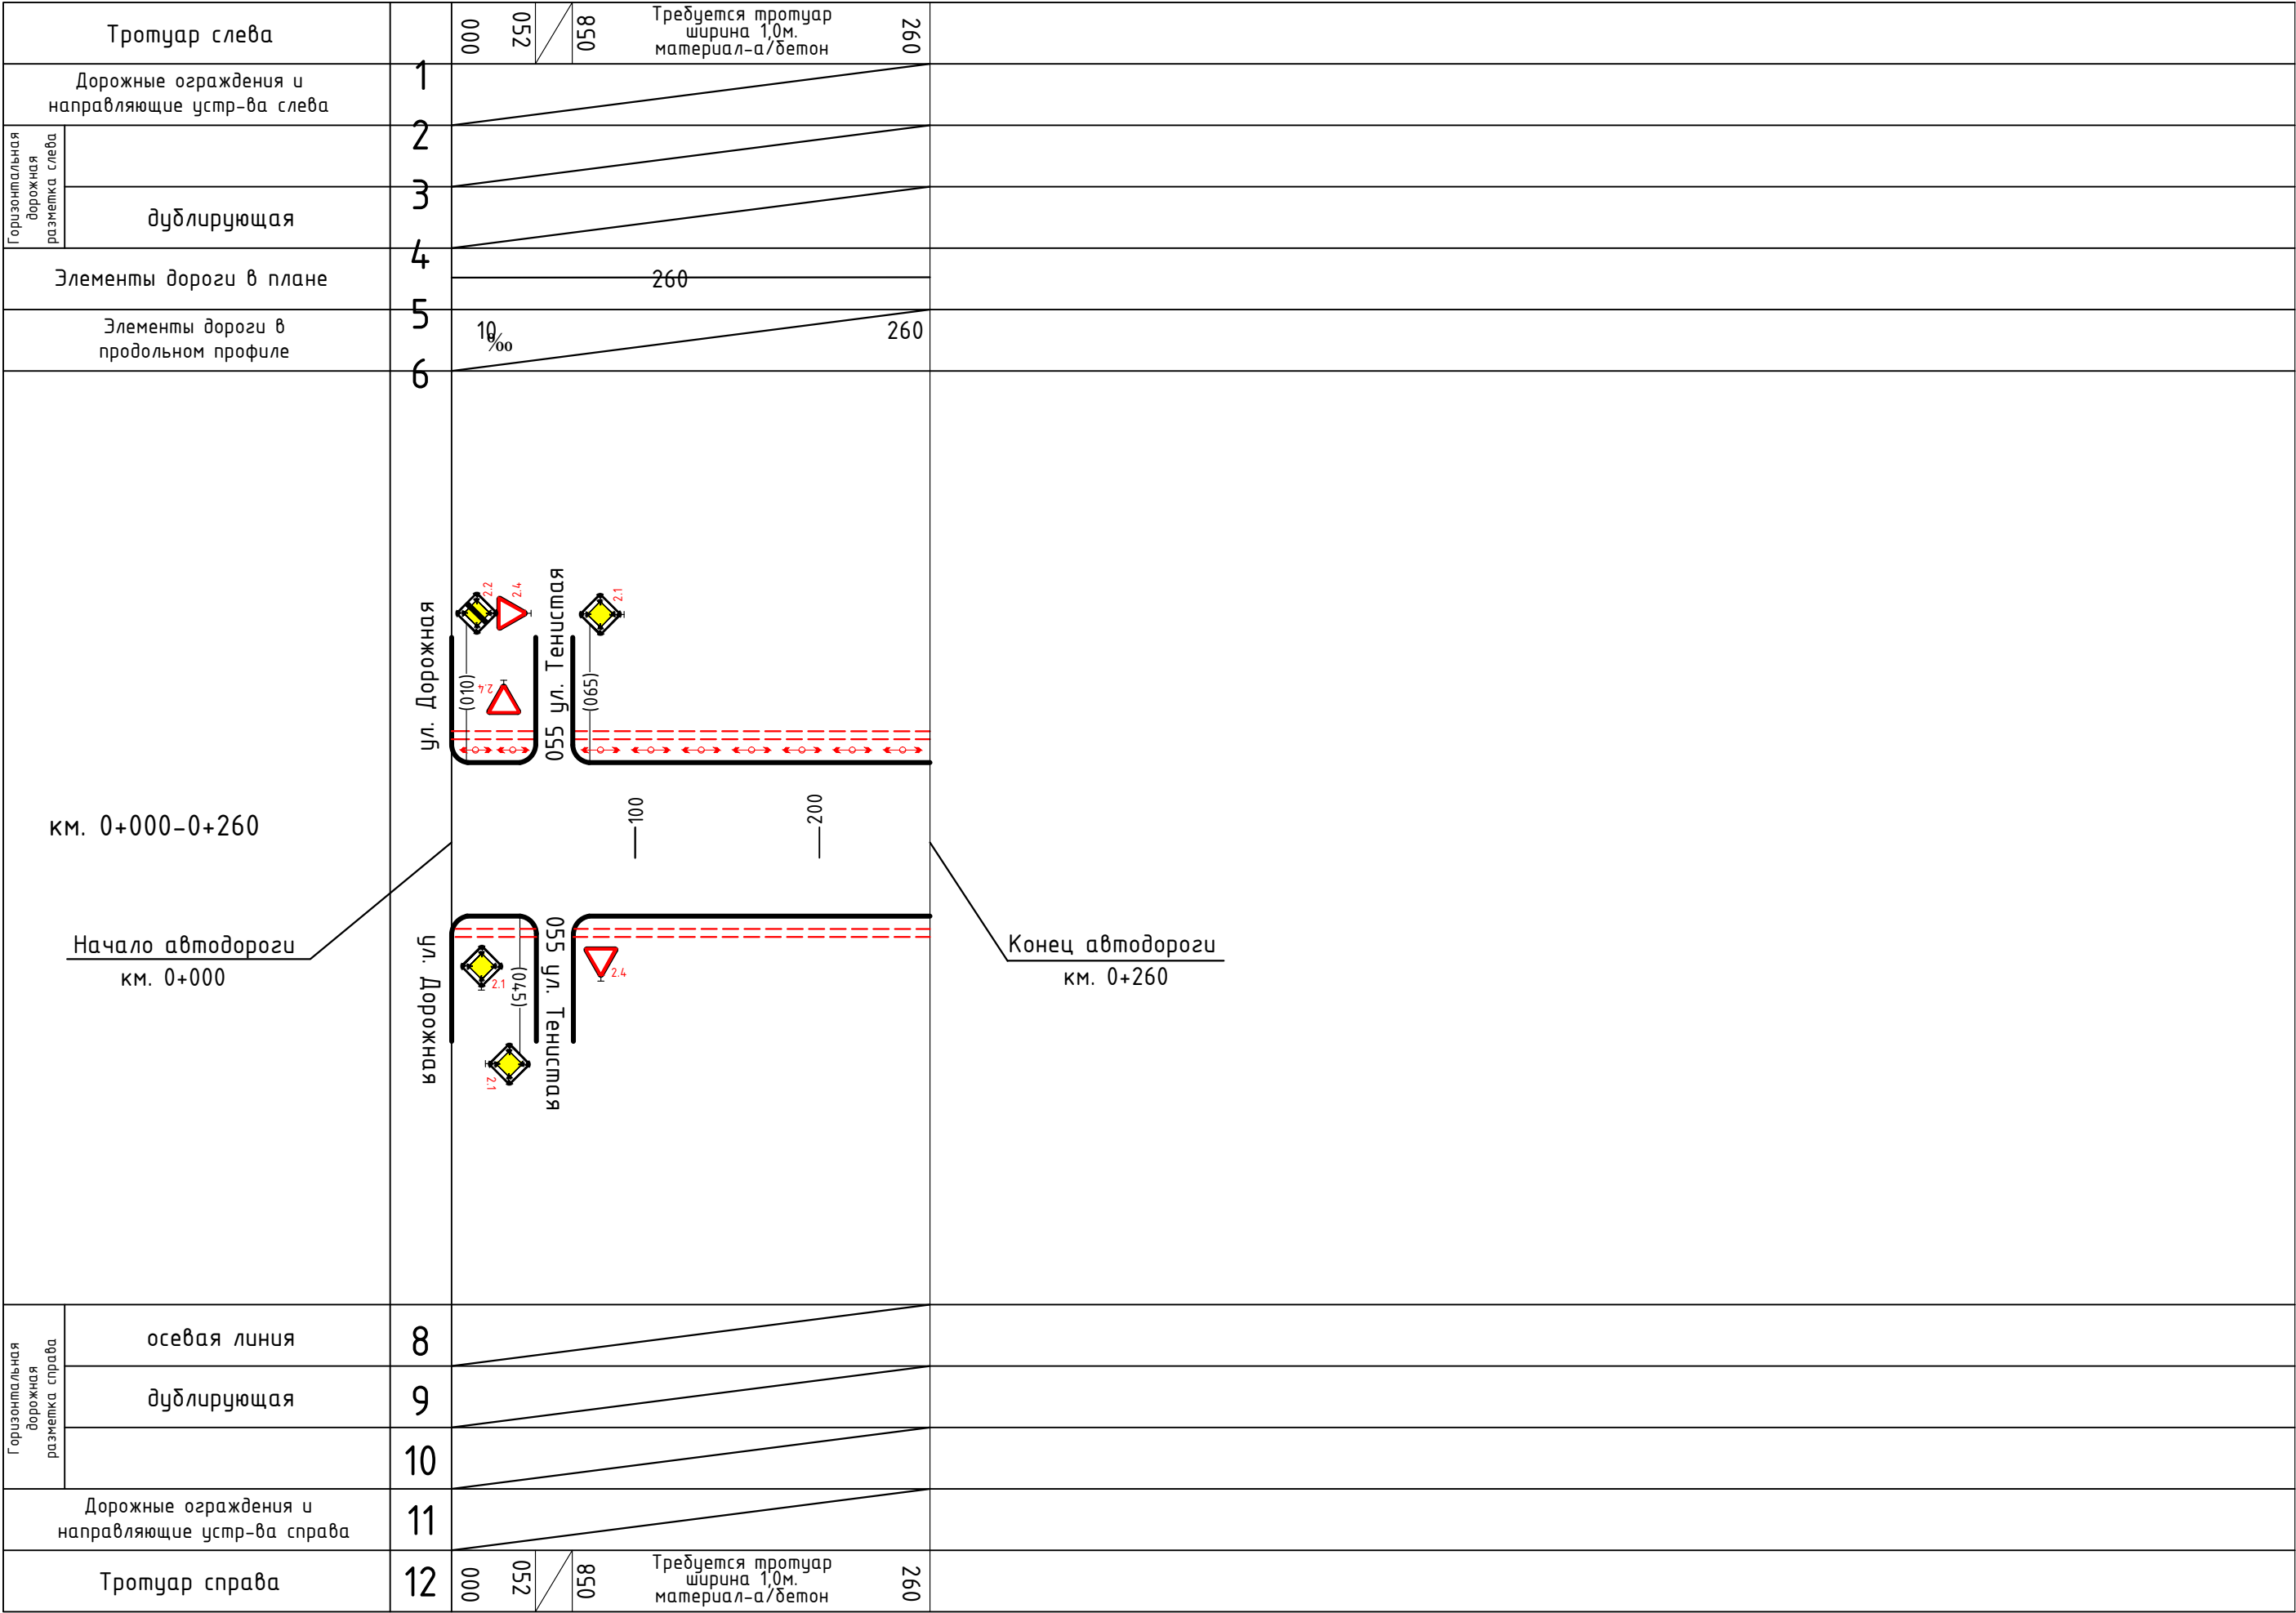 Тротуар слева
000
052
058
Требуется тротуар
ширина 1,0м.
материал-а/бетон
260
1
Дорожные ограждения и
направляющие устр-ва слева
2
Горизонтальная
дорожная
разметка слева
3
дублирующая
4
Элементы дороги в плане
260
5
Элементы дороги в
продольном профиле
10
‰
260
6
ул. Дорожная
2.2
2.4
055 ул. Тенистая
2.1
(010)
2.4
(065)
100
200
км. 0+000-0+260
Начало автодороги
км. 0+000
Конец автодороги
км. 0+260
ул. Дорожная
2.1
(045)
2.1
055 ул. Тенистая
2.4
Горизонтальная
дорожная
разметка справа
осевая линия
8
дублирующая
9
10
Дорожные ограждения и
направляющие устр-ва справа
11
Тротуар справа
12
000
052
058
Требуется тротуар
ширина 1,0м.
материал-а/бетон
260